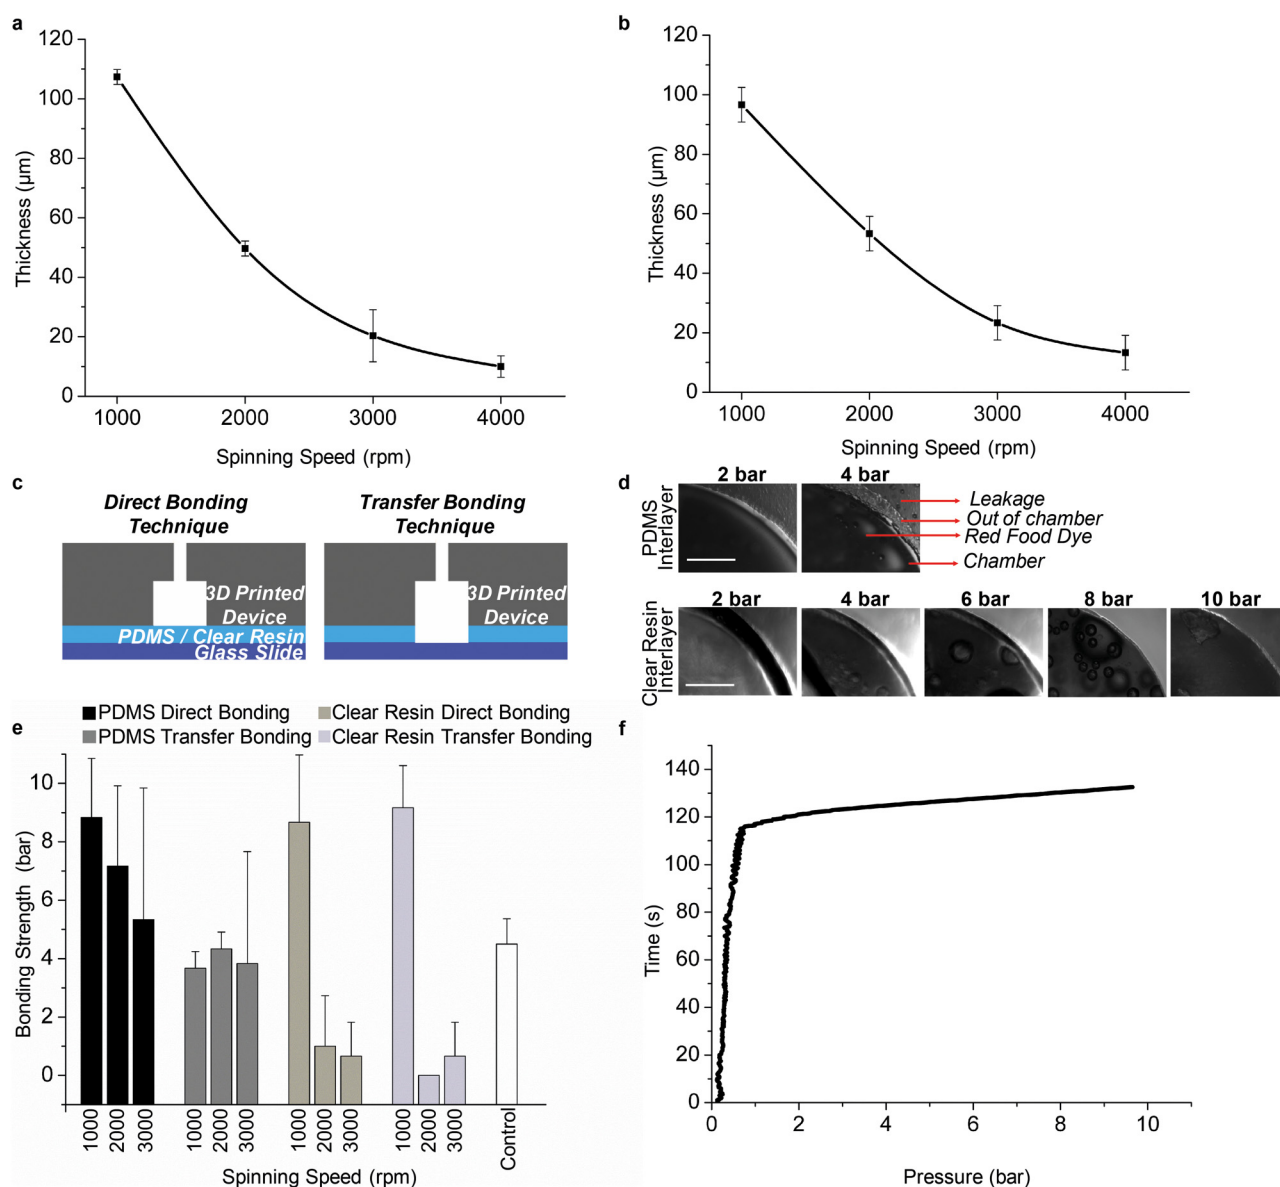 a
120
100
80
60
40
20
0
Thickness (µm)
1000 2000 3000 4000
Spinning Speed (rpm)
b
120
100
80
60
40
20
0
Thickness (µm)
1000 2000 3000 4000
Spinning Speed (rpm)
c
Direct Bonding
Technique
3D Printed
Device
PDMS / Clear Resin
Glass Slide
Transfer Bonding
Technique
3D Printed
Device
d
PDMS
Interlayer
2 bar 4 bar
Leakage
Out of chamber
Red Food Dye
Chamber
Clear Resin
Interlayer
2 bar 4 bar 6 bar 8 bar 10 bar
e
PDMS Direct Bonding Clear Resin Direct Bonding
PDMS Transfer Bonding Clear Resin Transfer Bonding
10
8
6
4
2
0
Bonding Strength (bar)
1000 2000 3000 1000 2000 3000 1000 2000 3000 1000 2000 3000 Control
Spinning Speed (rpm)
f
140
120
100
80
60
40
20
0
Time (s)
0 2 4 6 8 10
Pressure (bar)